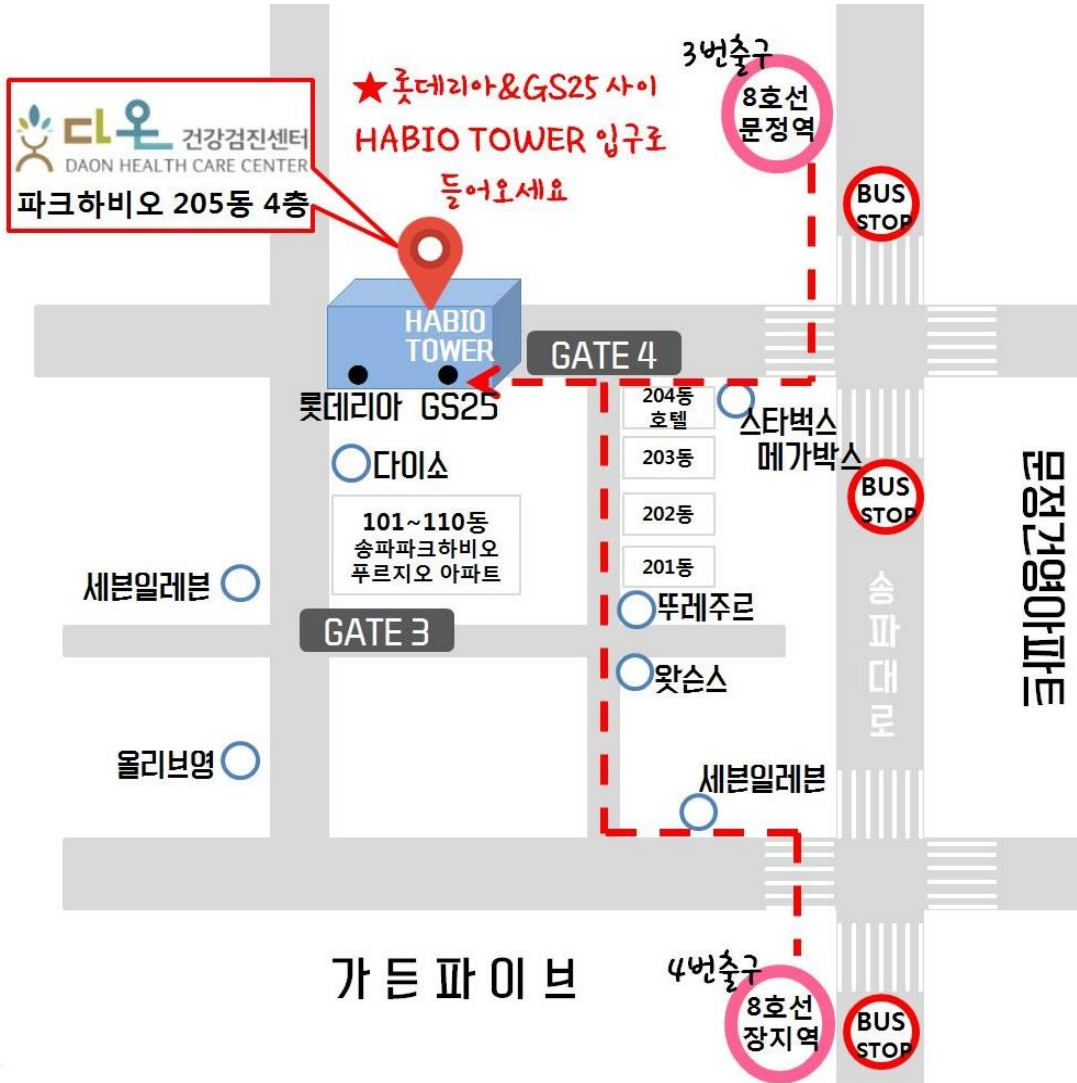 3번출구
8호선
문정역
★롯데리아&GS25 사이
HABIO TOWER 입구로
들어오세요
다온 건강검진센터
DAON HEALTH CARE CENTER
파크하비오 205동 4층
BUS
STOP
HABIO
TOWER
GATE 4
롯데리아 GS25
204동
호텔
스타벅스
메가박스
다이소
203동
BUS
STOP
101~110동
송파파크하비오
푸르지오 아파트
202동
201동
문정건영아파트
세븐일레븐
뚜레쥬르
송파대로
GATE 3
왓슨스
올리브영
세븐일레븐
가든파이브
4번출구
8호선
장지역
BUS
STOP